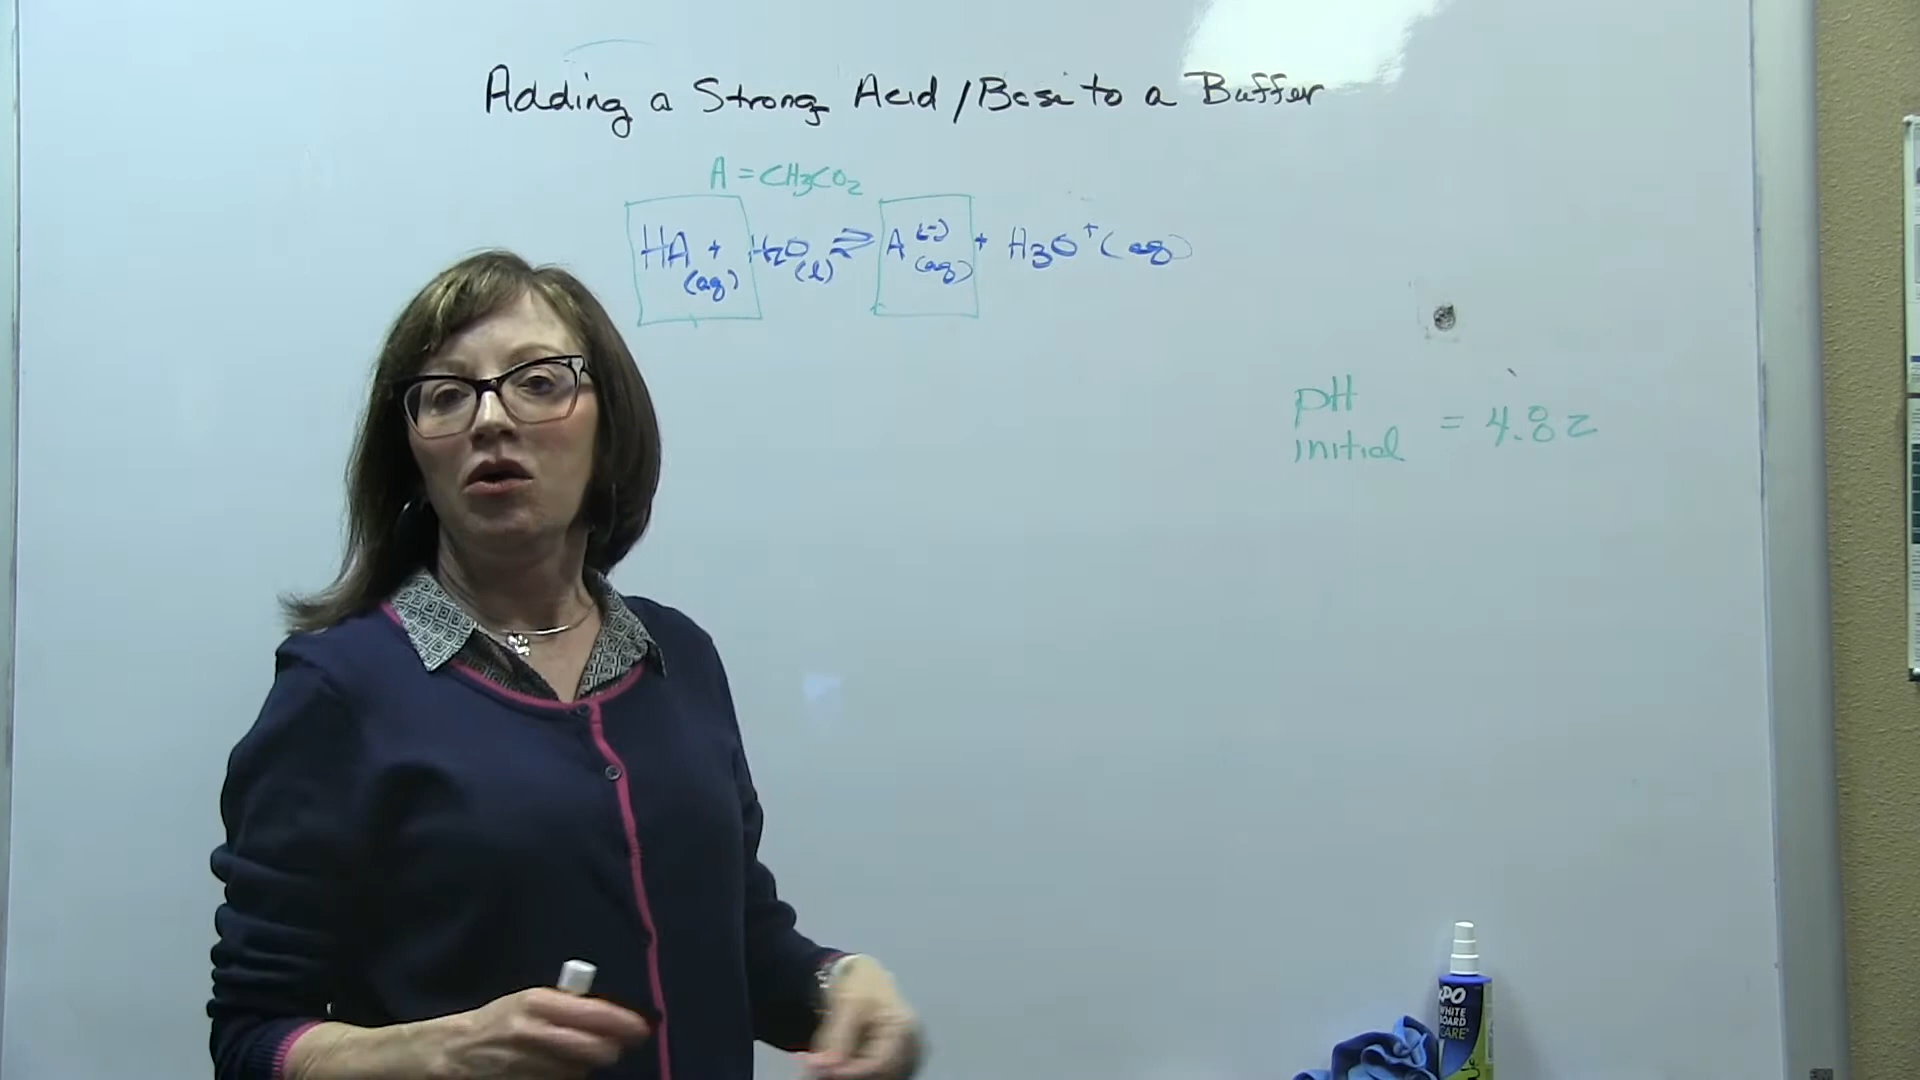 Adding a Strong Acid / Base to a Buffer
A = CH3CO2
HA (aq) + H2O (l) ⇌ A (-) (aq) + H3O+ (aq)
pH initial = 4.82
XPO
WHITE
BOARD
CARE